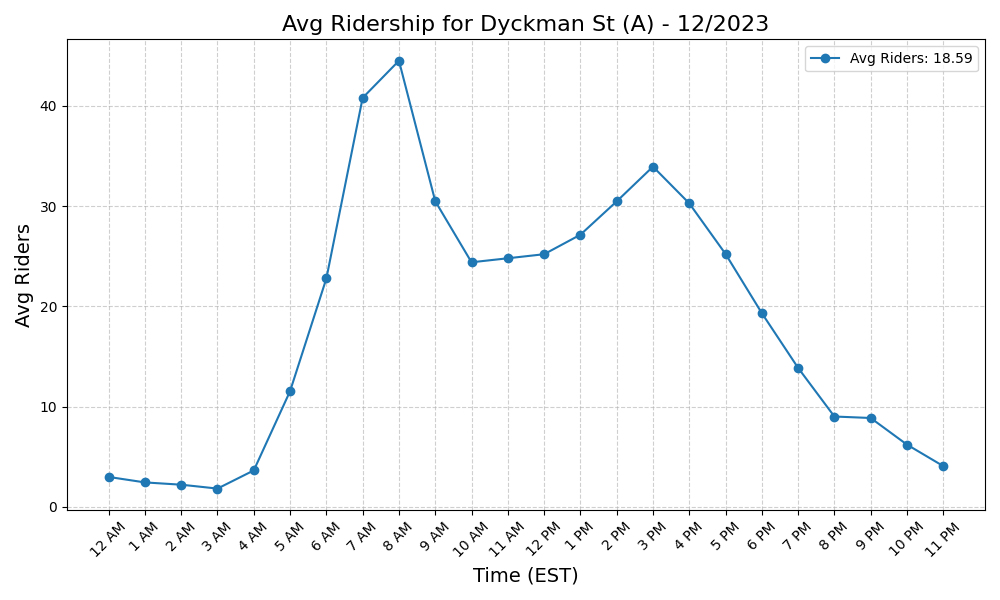 Avg Ridership for Dyckman St (A) - 12/2023
Avg Riders: 18.59
Avg Riders
40
30
20
10
0
12 AM
1 AM
2 AM
3 AM
4 AM
5 AM
6 AM
7 AM
8 AM
9 AM
10 AM
11 AM
12 PM
1 PM
2 PM
3 PM
4 PM
5 PM
6 PM
7 PM
8 PM
9 PM
10 PM
11 PM
Time (EST)